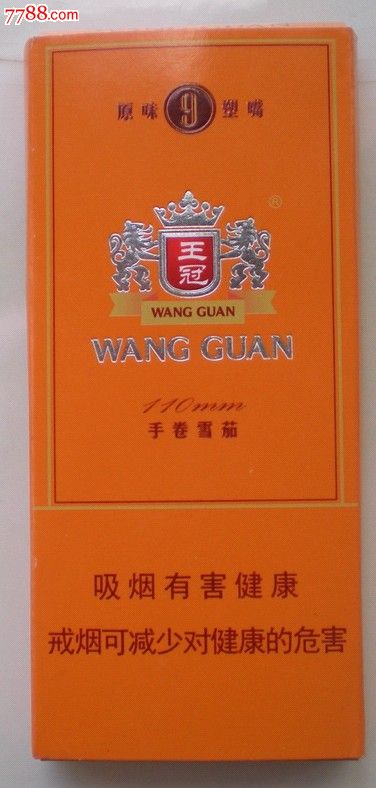 7788.com
原味 9 塑嘴
®
王冠
WANG GUAN
WANG GUAN
110mm
手卷雪茄
吸烟有害健康
戒烟可减少对健康的危害